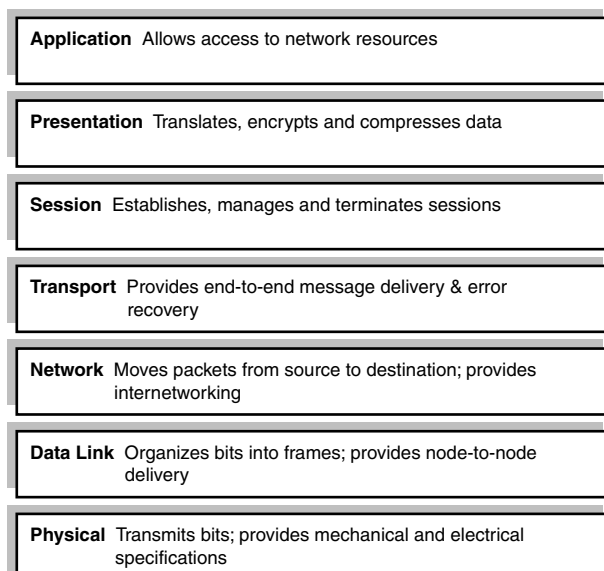 Application Allows access to network resources
Presentation Translates, encrypts and compresses data
Session Establishes, manages and terminates sessions
Transport Provides end-to-end message delivery & error
recovery
Network Moves packets from source to destination; provides
internetworking
Data Link Organizes bits into frames; provides node-to-node
delivery
Physical Transmits bits; provides mechanical and electrical
specifications